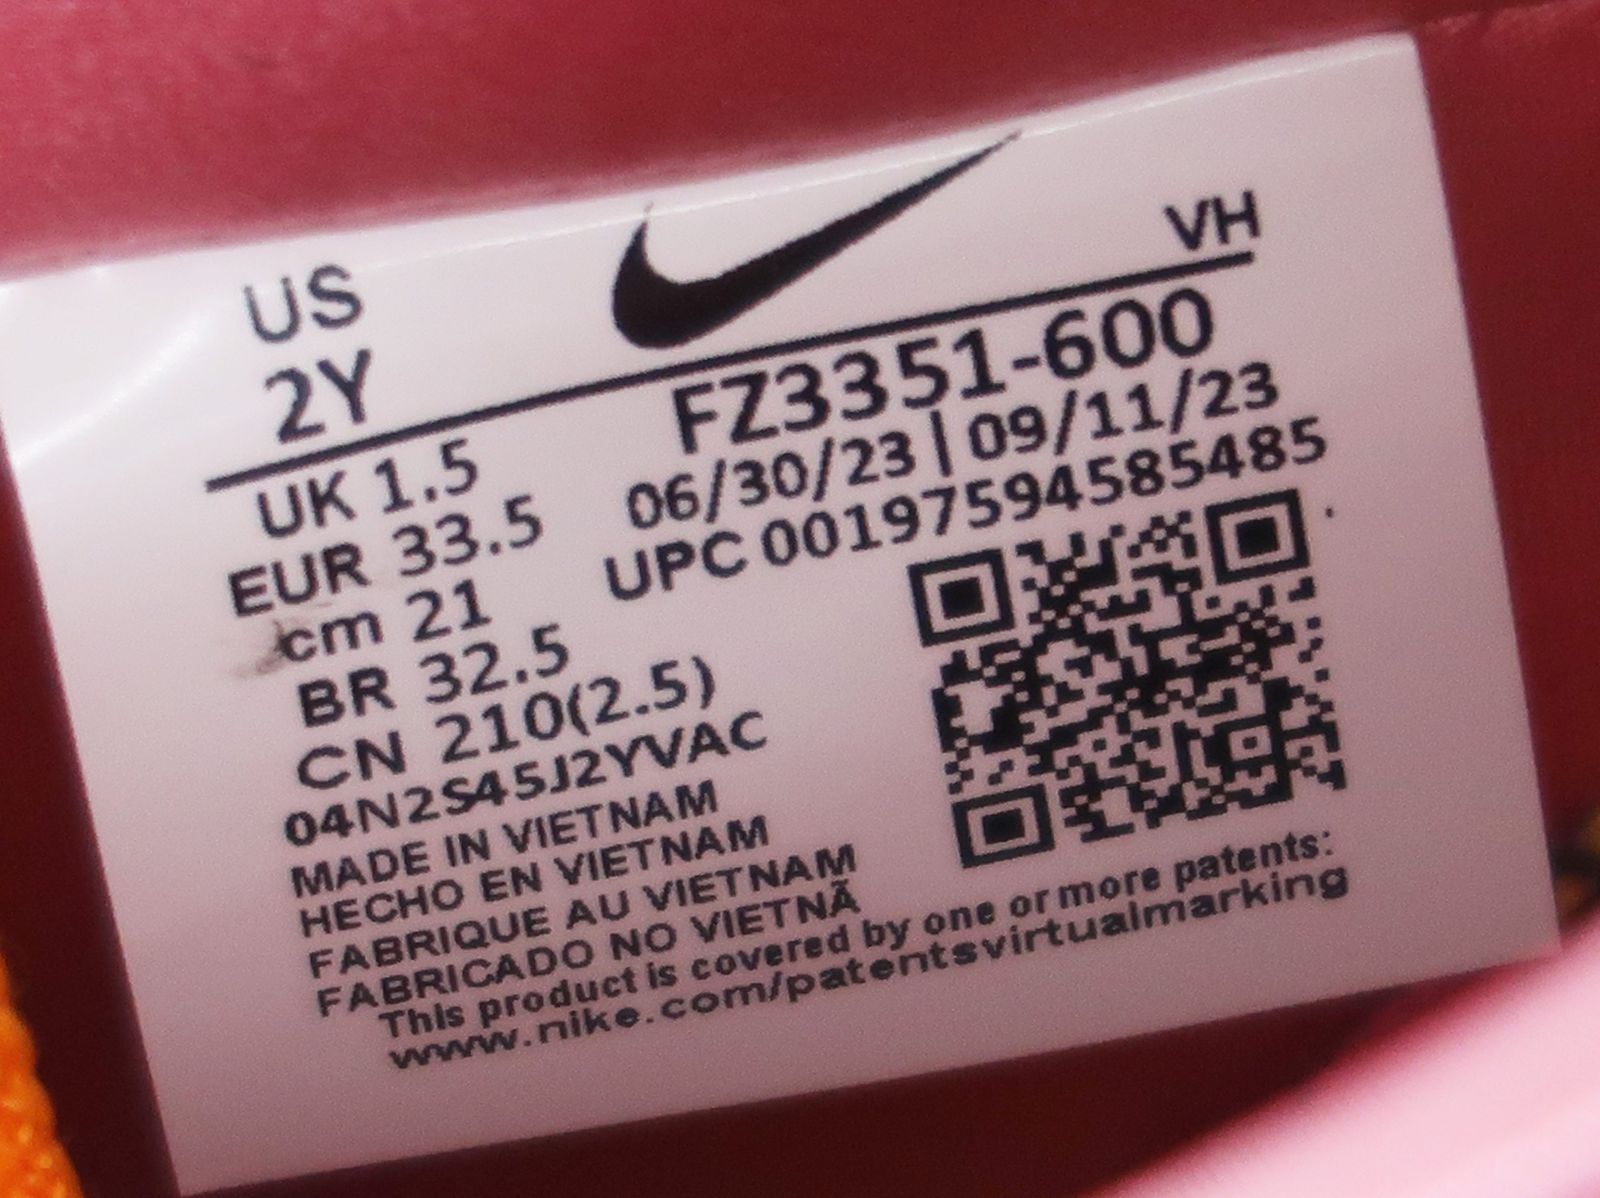 US
2Y
VH
UK 1.5
EUR 33.5
cm 21
BR 32.5
CN 210(2.5)
04N2S45J2YVAC
FZ3351-600
06/30/23 | 09/11/23
UPC 00197594585485
MADE IN VIETNAM
HECHO EN VIETNAM
FABRIQUE AU VIETNAM
FABRICADO NO VIETNÃ
This product is covered by one or more patents:
www.nike.com/patentsvirtualmarking